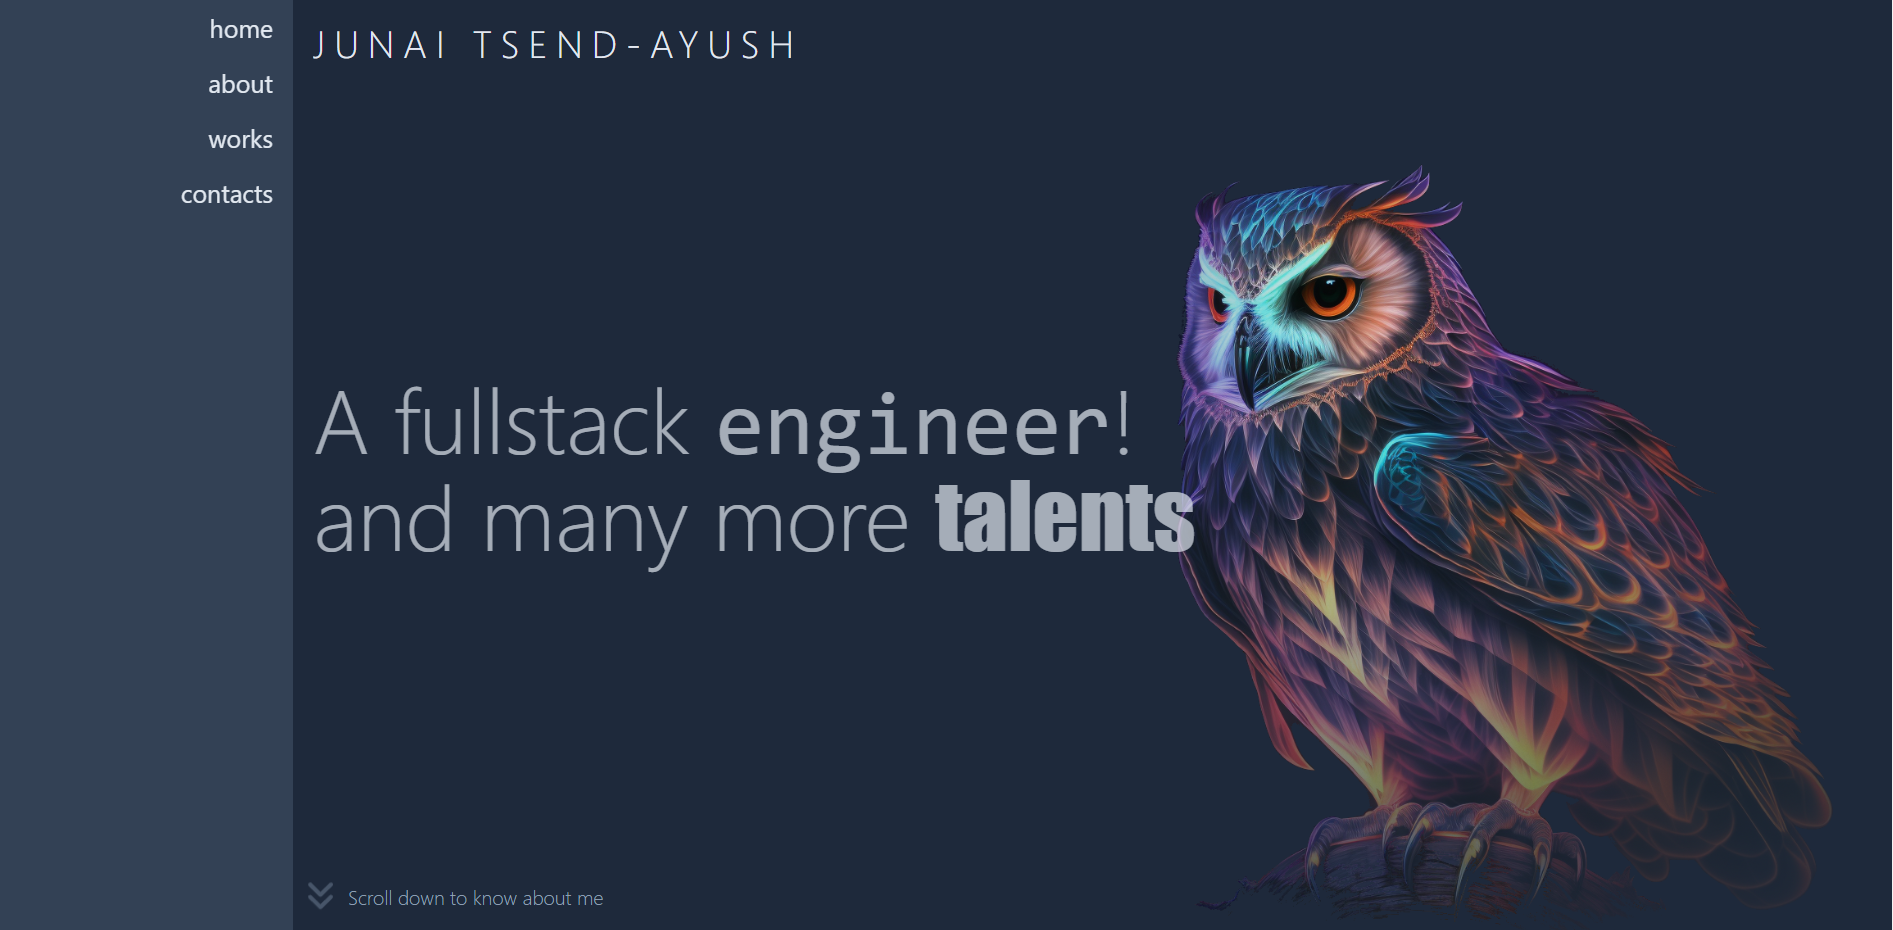 home
about
works
contacts
JUNAI TSEND-AYUSH
A fullstack engineer!
and many more talents
Scroll down to know about me